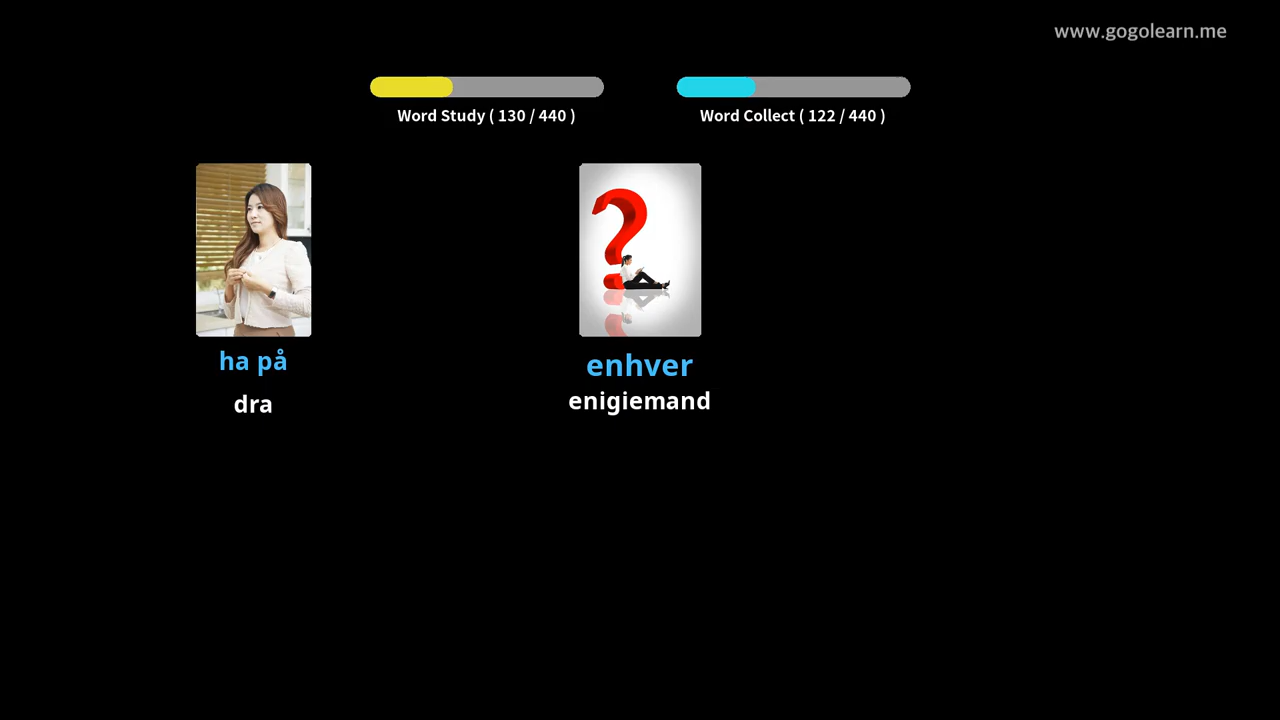 www.gogolearn.me
Word Study ( 130 / 440 )
Word Collect ( 122 / 440 )
ha på
dra
enhver
enigiemand